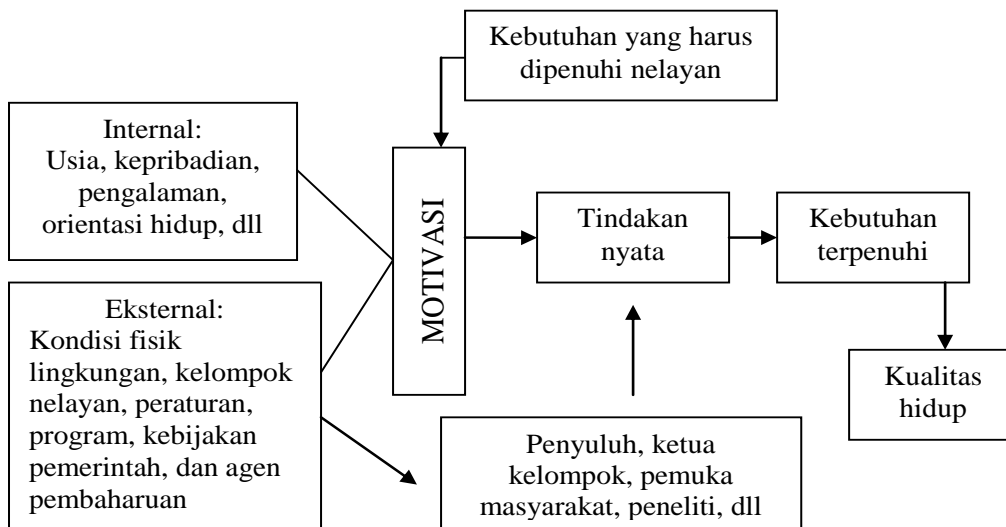 Kebutuhan yang harus
dipenuhi nelayan
Internal:
Usia, kepribadian,
pengalaman,
orientasi hidup, dll
MOTIVASI
Tindakan
nyata
Kebutuhan
terpenuhi
Eksternal:
Kondisi fisik
lingkungan, kelompok
nelayan, peraturan,
program, kebijakan
pemerintah, dan agen
pembaharuan
Kualitas
hidup
Penyuluh, ketua
kelompok, pemuka
masyarakat, peneliti, dll